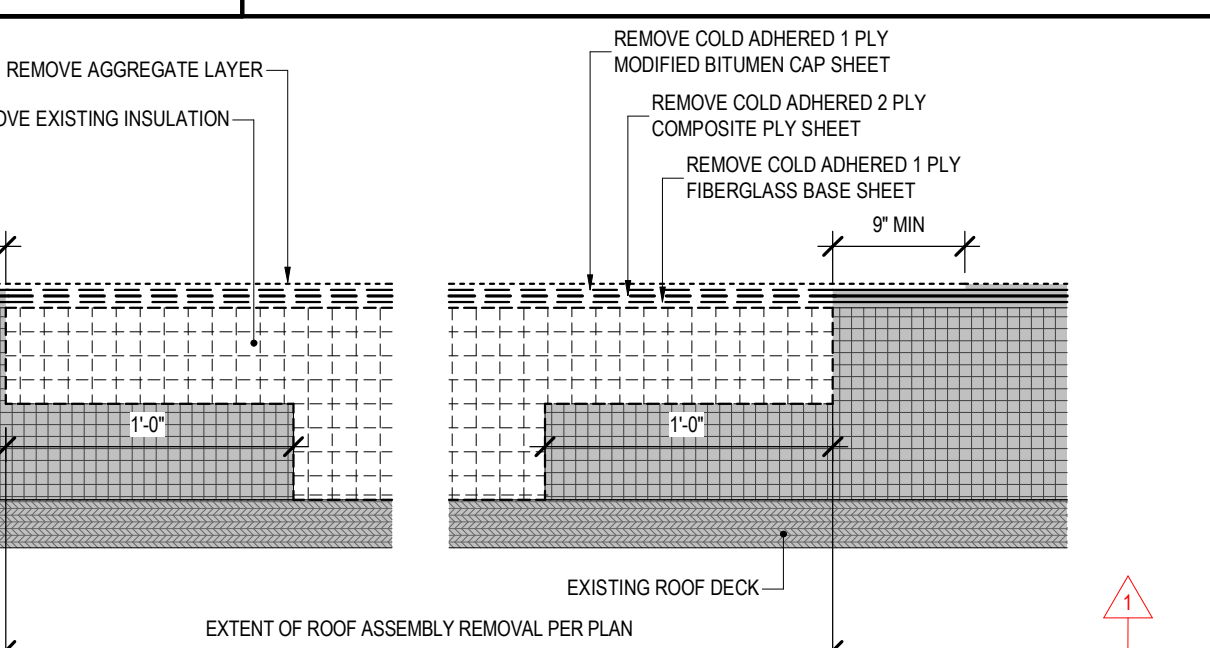 REMOVE COLD ADHERED 1 PLY
MODIFIED BITUMEN CAP SHEET
REMOVE AGGREGATE LAYER
REMOVE COLD ADHERED 2 PLY
COMPOSITE PLY SHEET
OVE EXISTING INSULATION
REMOVE COLD ADHERED 1 PLY
FIBERGLASS BASE SHEET
9" MIN
1'-0"
1'-0"
EXISTING ROOF DECK
1
EXTENT OF ROOF ASSEMBLY REMOVAL PER PLAN